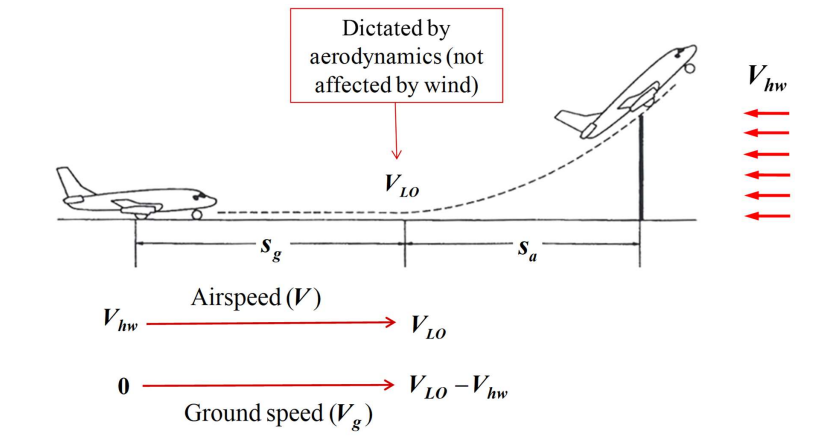 Dictated by
aerodynamics (not
affected by wind)
V_hw
V_LO
s_g
s_a
Airspeed (V)
V_hw
V_LO
0
V_LO − V_hw
Ground speed (V_g)